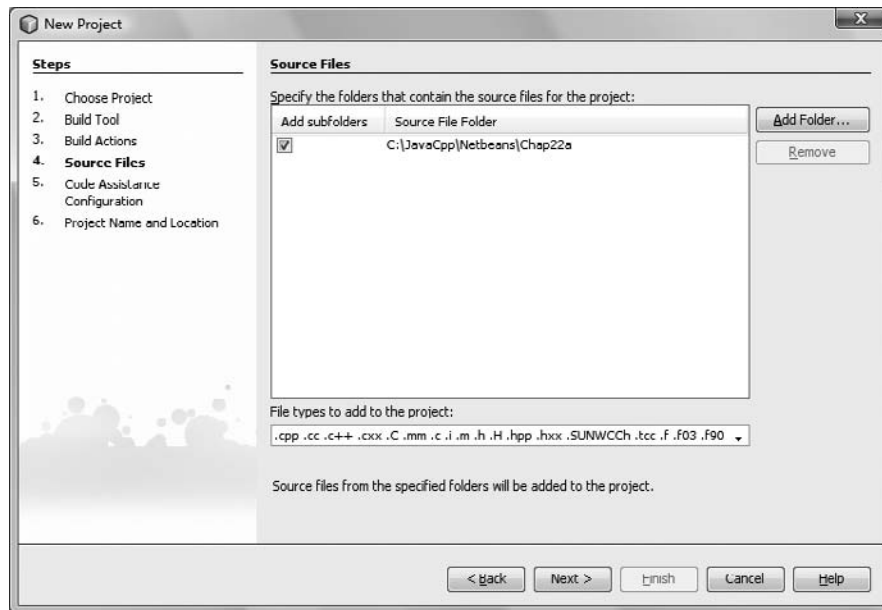 New Project
X
Steps
1. Choose Project
2. Build Tool
3. Build Actions
4. Source Files
5. Code Assistance
Configuration
6. Project Name and Location
Source Files
Specify the folders that contain the source files for the project:
Add subfolders Source File Folder
C:\JavaCpp\Netbeans\Chap22a
Add Folder...
Remove
File types to add to the project:
.cpp .cc .c++ .cxx .C .mm .c .i .m .h .H .hpp .hxx .SUNWCCh .tcc .f .f03 .f90
Source files from the specified folders will be added to the project.
< Back Next > Finish Cancel Help